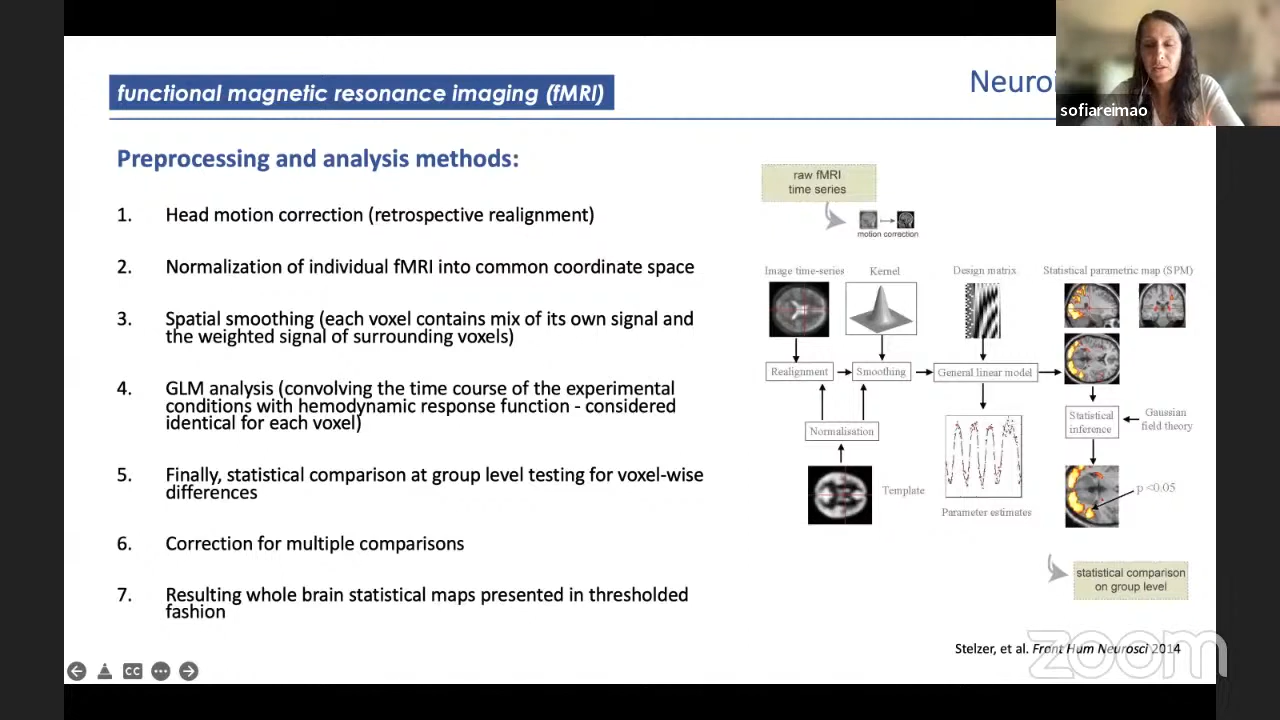 functional magnetic resonance imaging (fMRI)
sofiareimao
Preprocessing and analysis methods:
1. Head motion correction (retrospective realignment)
2. Normalization of individual fMRI into common coordinate space
3. Spatial smoothing (each voxel contains mix of its own signal and
the weighted signal of surrounding voxels)
4. GLM analysis (convolving the time course of the experimental
conditions with hemodynamic response function - considered
identical for each voxel)
5. Finally, statistical comparison at group level testing for voxel-wise
differences
6. Correction for multiple comparisons
7. Resulting whole brain statistical maps presented in thresholded
fashion
raw fMRI
time series
motion correction
Image time-series
Kernel
Design matrix
Statistical parametric map (SPM)
Realignment
Smoothing
General linear model
Normalisation
Statistical
inference
Gaussian
field theory
Template
Parameter estimates
p <0.05
statistical comparison
on group level
Stelzer, et al. Front Hum Neurosci 2014
zoom
CC